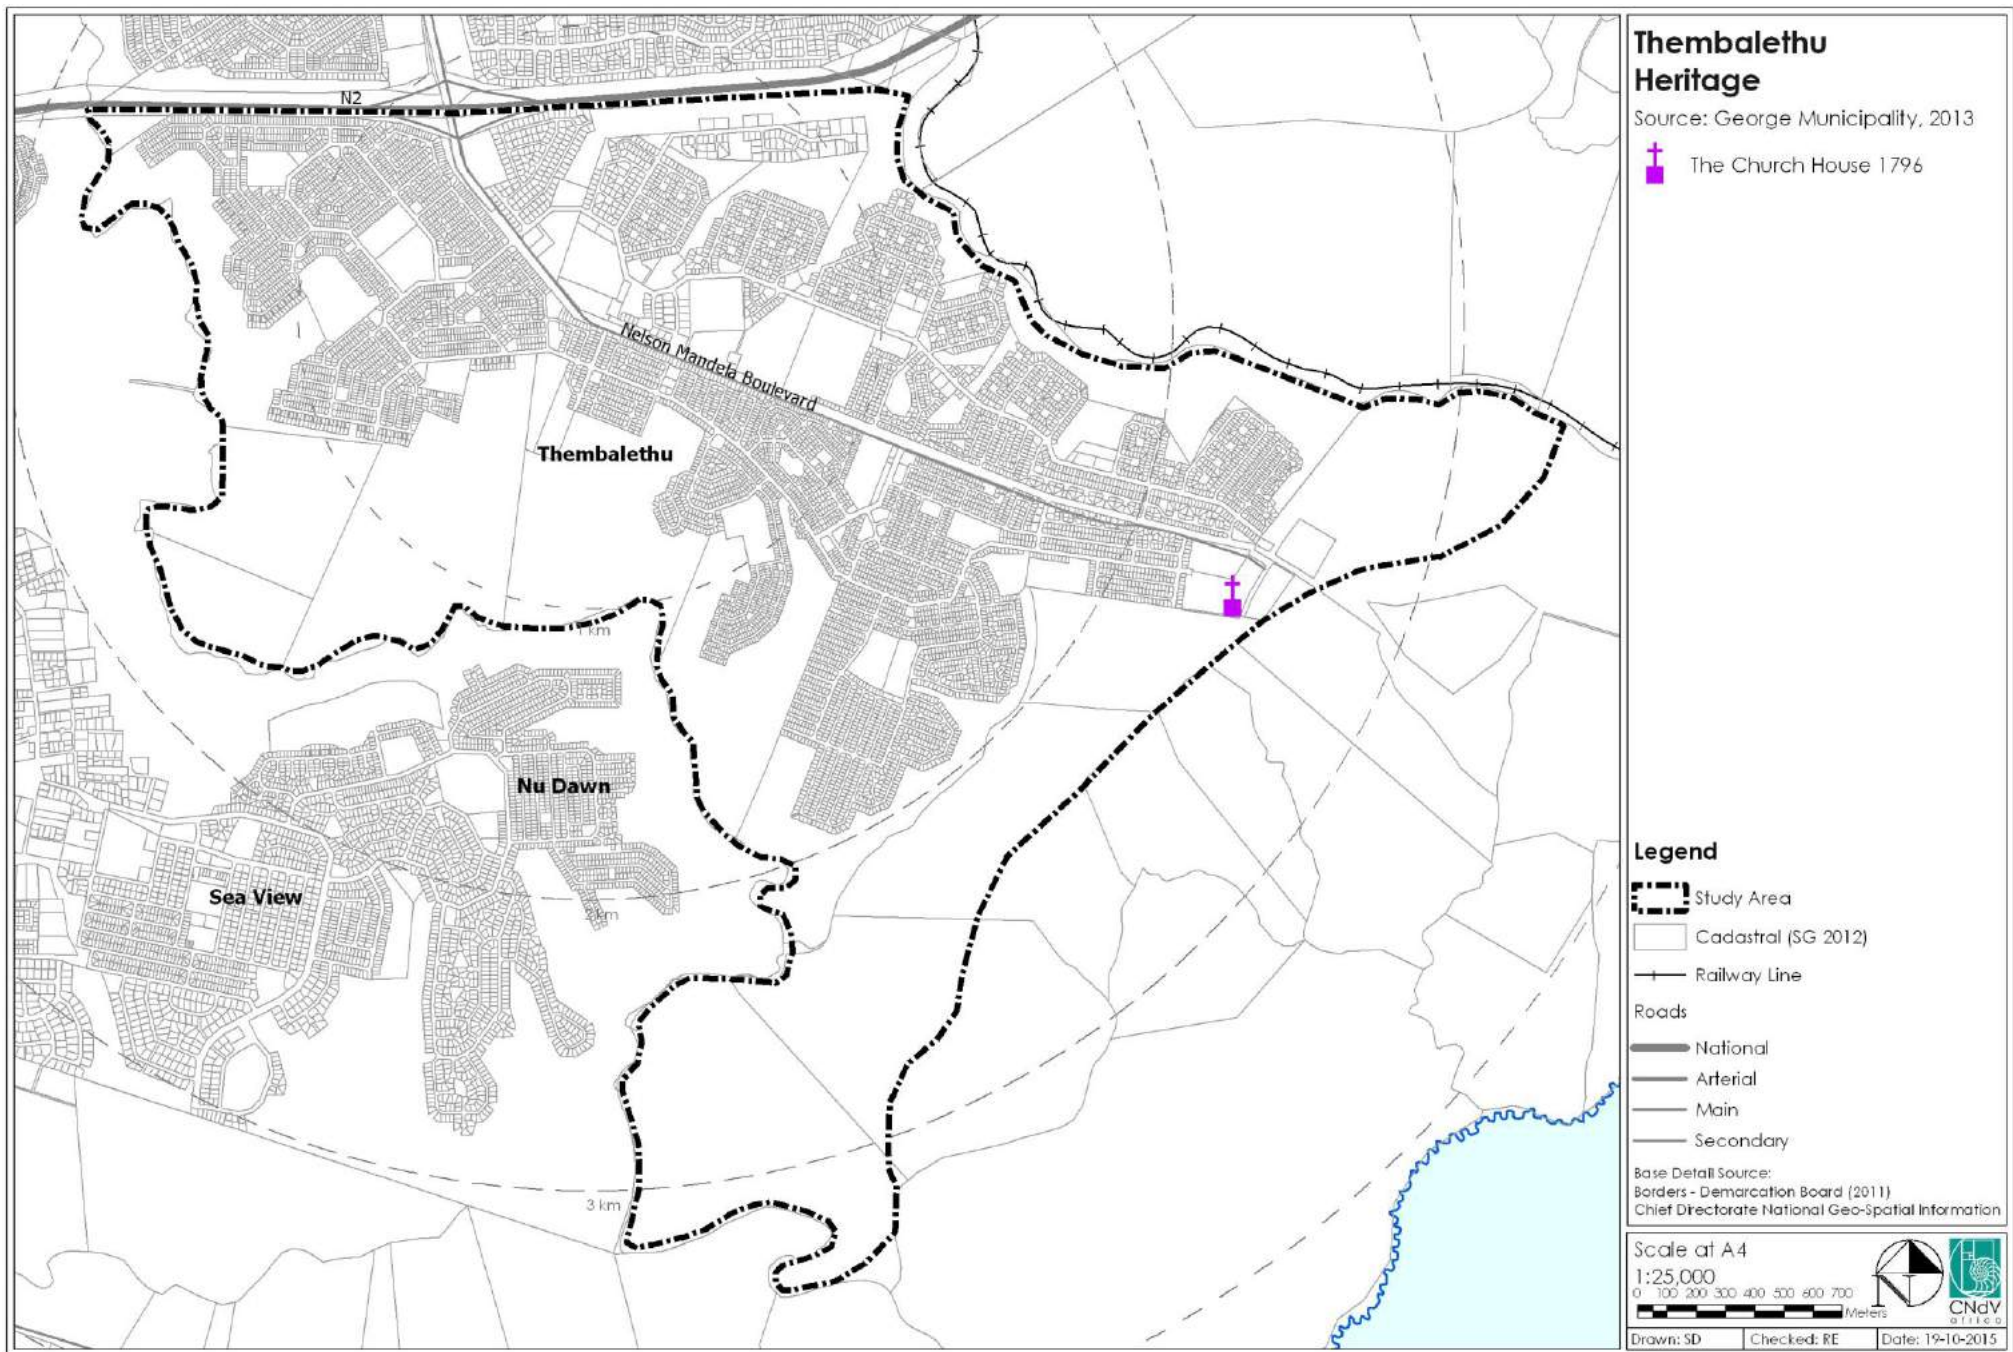 N2
Nelson Mandela Boulevard
Thembalethu
1 km
Nu Dawn
Sea View
2 km
3 km
Thembalethu
Heritage
Source: George Municipality, 2013
The Church House 1796
Legend
Study Area
Cadastral (SG 2012)
Railway Line
Roads
National
Arterial
Main
Secondary
Base Detail Source:
Borders - Demarcation Board (2011)
Chief Directorate National Geo-Spatial Information
Scale at A4
1:25,000
0 100 200 300 400 500 600 700
Meters
N
CNdV
africa
Drawn: SD
Checked: RE
Date: 19-10-2015